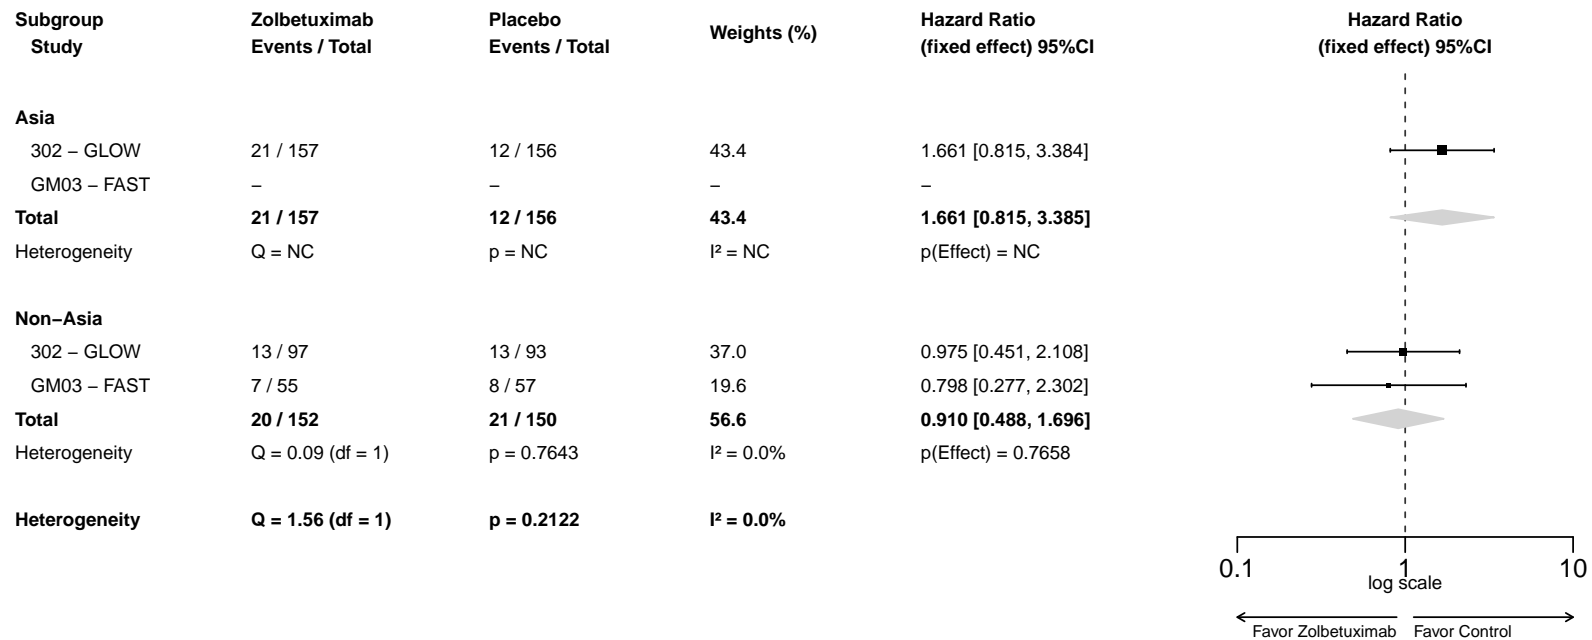 Subgroup Zolbetuximab Placebo Weights (%) Hazard Ratio Hazard Ratio
Study Events / Total Events / Total (fixed effect) 95%CI (fixed effect) 95%CI
Asia
302 – GLOW 21 / 157 12 / 156 43.4 1.661 [0.815, 3.384]
GM03 – FAST – – – –
Total 21 / 157 12 / 156 43.4 1.661 [0.815, 3.385]
Heterogeneity Q = NC p = NC I² = NC p(Effect) = NC
Non–Asia
302 – GLOW 13 / 97 13 / 93 37.0 0.975 [0.451, 2.108]
GM03 – FAST 7 / 55 8 / 57 19.6 0.798 [0.277, 2.302]
Total 20 / 152 21 / 150 56.6 0.910 [0.488, 1.696]
Heterogeneity Q = 0.09 (df = 1) p = 0.7643 I² = 0.0% p(Effect) = 0.7658
Heterogeneity Q = 1.56 (df = 1) p = 0.2122 I² = 0.0%
0.1 1 10
log scale
Favor Zolbetuximab Favor Control